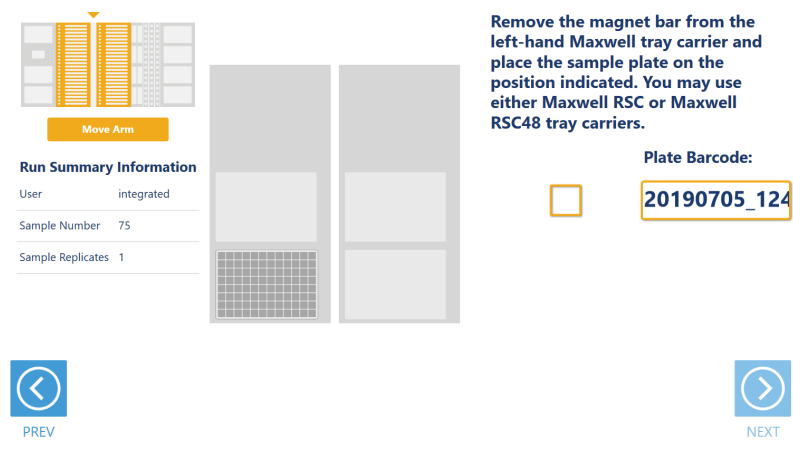 Remove the magnet bar from the
left-hand Maxwell tray carrier and
place the sample plate on the
position indicated. You may use
either Maxwell RSC or Maxwell
RSC48 tray carriers.
Move Arm
Plate Barcode:
Run Summary Information
User integrated
20190705_124
Sample Number 75
Sample Replicates 1
PREV
NEXT